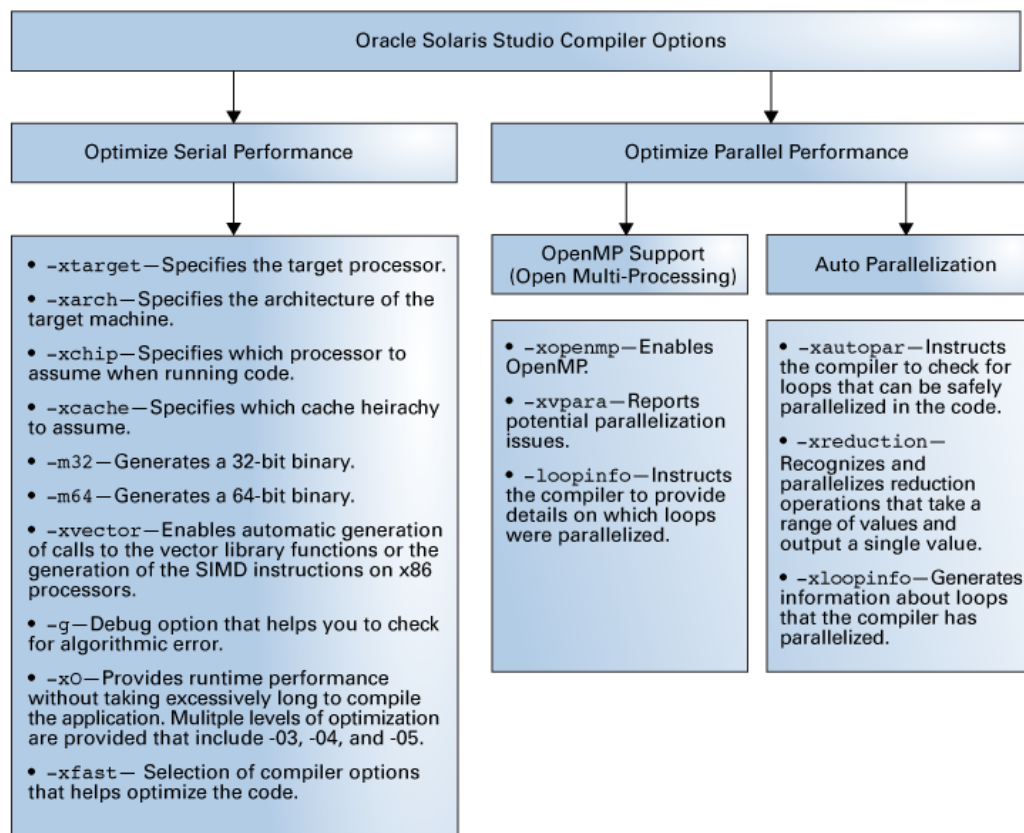 Oracle Solaris Studio Compiler Options
Optimize Serial Performance
• -xtarget—Specifies the target processor.
• -xarch—Specifies the architecture of the
target machine.
• -xchip—Specifies which processor to
assume when running code.
• -xcache—Specifies which cache heirachy
to assume.
• -m32—Generates a 32-bit binary.
• -m64—Generates a 64-bit binary.
• -xvector—Enables automatic generation
of calls to the vector library functions or the
generation of the SIMD instructions on x86
processors.
• -g—Debug option that helps you to check
for algorithmic error.
• -xO—Provides runtime performance
without taking excessively long to compile
the application. Mulitple levels of optimization
are provided that include -03, -04, and -05.
• -xfast— Selection of compiler options
that helps optimize the code.
Optimize Parallel Performance
OpenMP Support
(Open Multi-Processing)
• -xopenmp—Enables
OpenMP.
• -xvpara—Reports
potential parallelization
issues.
• -loopinfo—Instructs
the compiler to provide
details on which loops
were parallelized.
Auto Parallelization
• -xautopar—Instructs
the compiler to check for
loops that can be safely
parallelized in the code.
• -xreduction—
Recognizes and
parallelizes reduction
operations that take a
range of values and
output a single value.
• -xloopinfo—Generates
information about loops
that the compiler has
parallelized.